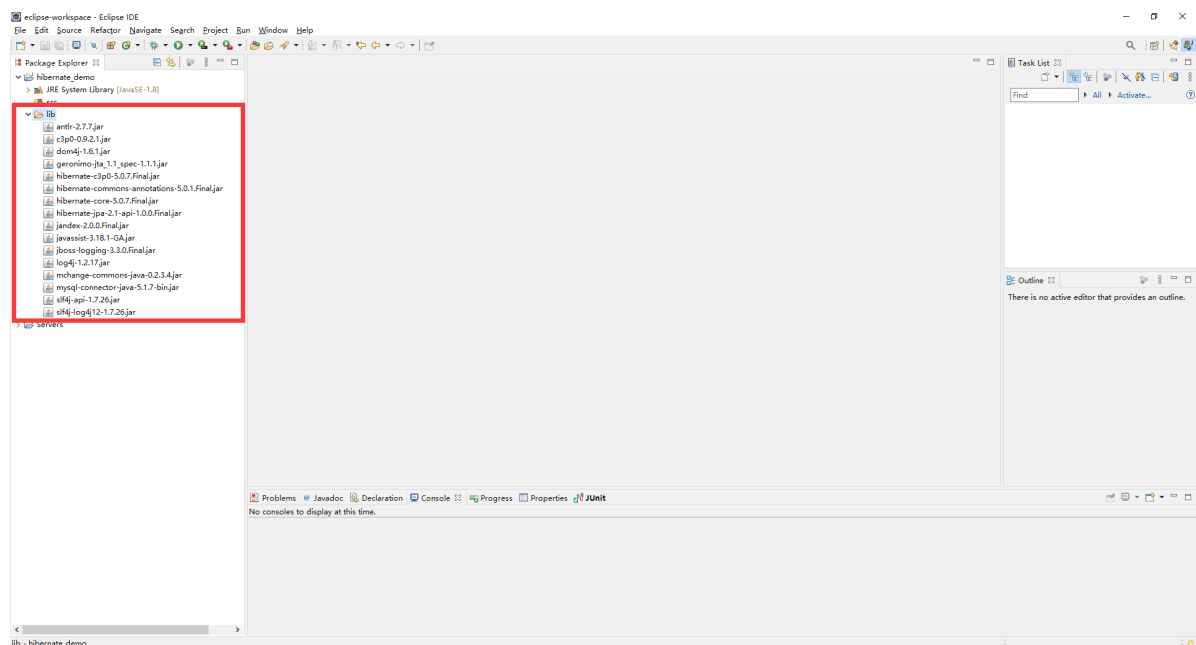 eclipse-workspace - Eclipse IDE
File Edit Source Refactor Navigate Search Project Run Window Help
Package Explorer
hibernate_demo
JRE System Library [JavaSE-1.8]
src
lib
antlr-2.7.7.jar
c3p0-0.9.2.1.jar
dom4j-1.6.1.jar
geronimo-jta_1.1_spec-1.1.1.jar
hibernate-c3p0-5.0.7.Final.jar
hibernate-commons-annotations-5.0.1.Final.jar
hibernate-core-5.0.7.Final.jar
hibernate-jpa-2.1-api-1.0.0.Final.jar
jandex-2.0.0.Final.jar
javassist-3.18.1-GA.jar
jboss-logging-3.3.0.Final.jar
log4j-1.2.17.jar
mchange-commons-java-0.2.3.4.jar
mysql-connector-java-5.1.7-bin.jar
slf4j-api-1.7.26.jar
slf4j-log4j12-1.7.26.jar
Servers
Task List
Find All Activate...
Outline
There is no active editor that provides an outline.
Problems Javadoc Declaration Console Progress Properties JUnit
No consoles to display at this time.
lib - hibernate_demo